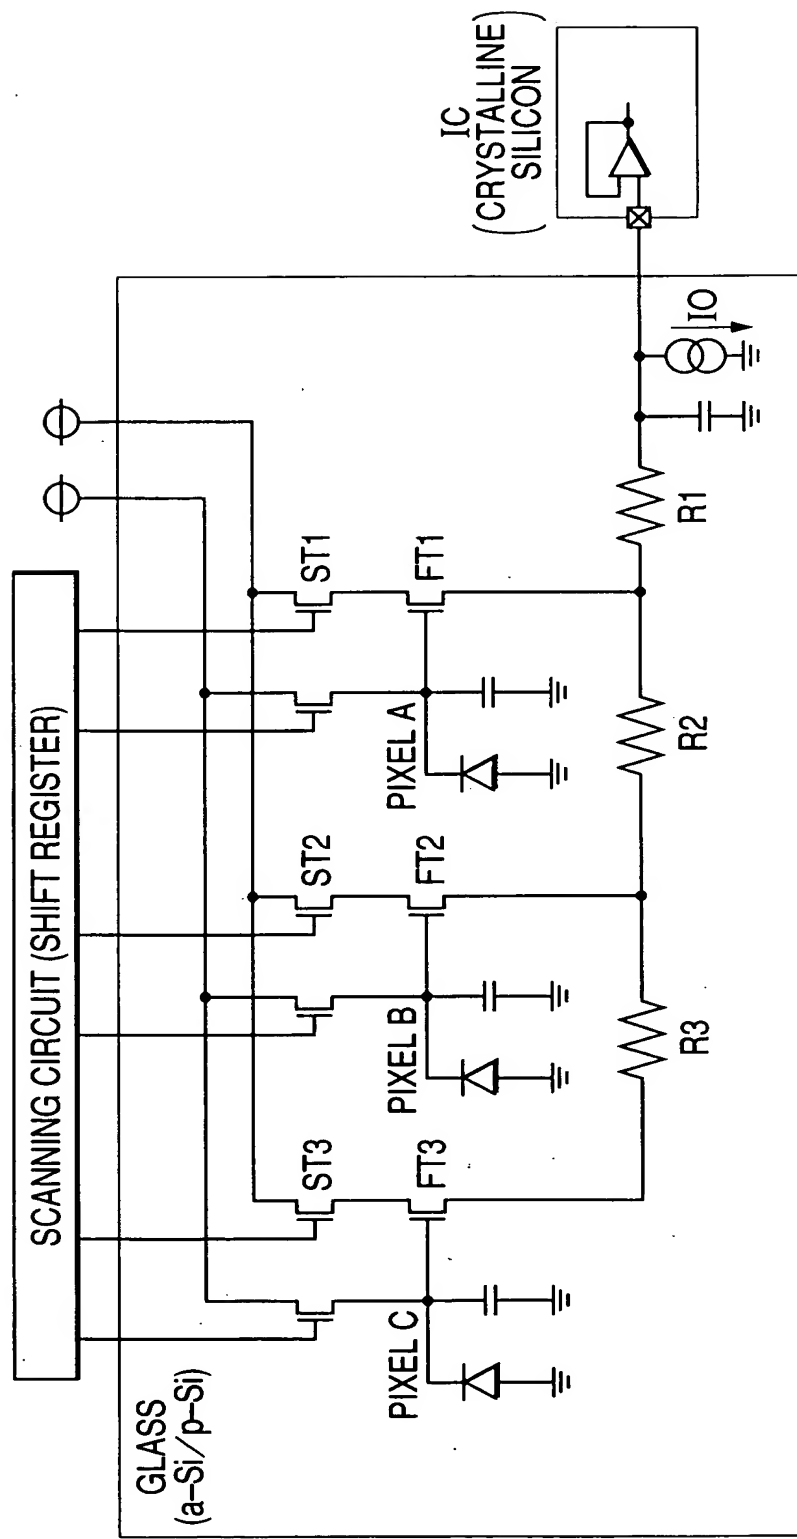 SCANNING CIRCUIT (SHIFT REGISTER)
GLASS
(a-Si/p-Si)
IC
(CRYSTALLINE
SILICON)
ST3
ST2
ST1
FT3
FT2
FT1
PIXEL C
PIXEL B
PIXEL A
IO
R3
R2
R1